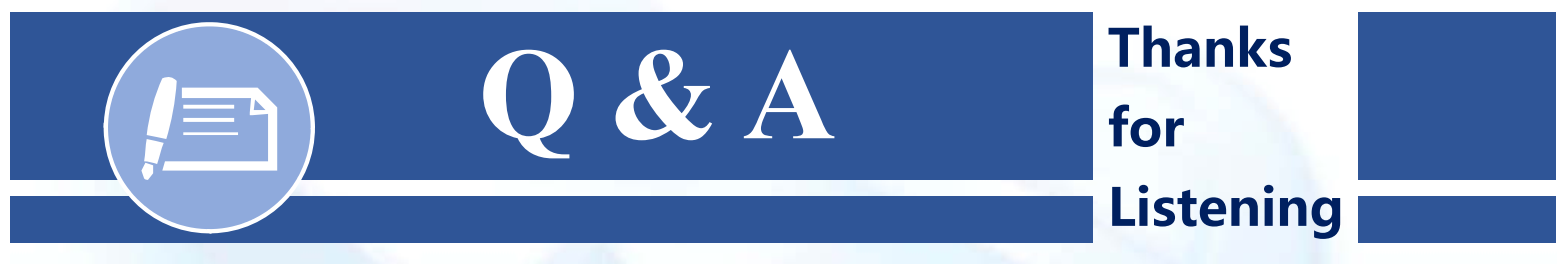 Q & A
Thanks
for
Listening